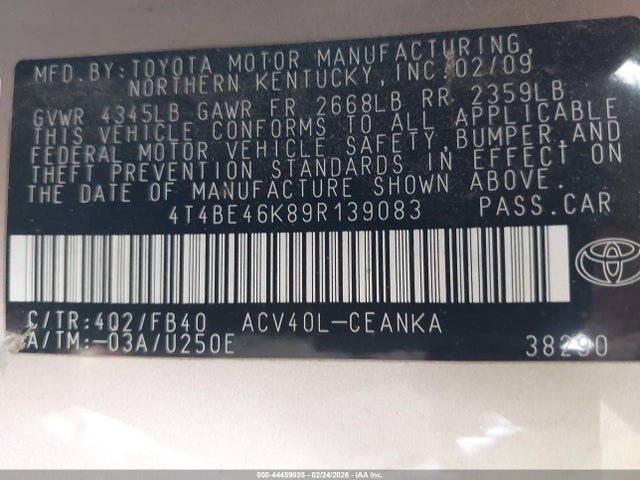 MFD.BY:TOYOTA MOTOR MANUFACTURING,
NORTHERN KENTUCKY,INC.02/09
GVWR 4345LB GAWR FR 2668LB RR 2359LB
THIS VEHICLE CONFORMS TO ALL APPLICABLE
FEDERAL MOTOR VEHICLE SAFETY,BUMPER,AND
THEFT PREVENTION STANDARDS IN EFFECT ON
THE DATE OF MANUFACTURE SHOWN ABOVE.
4T4BE46K89R139083 PASS.CAR
C/TR:4Q2/FB40 ACV40L-CEANKA
A/TM:-03A/U250E 38290
000-44459035 - 02/24/2026 - IAA Inc.